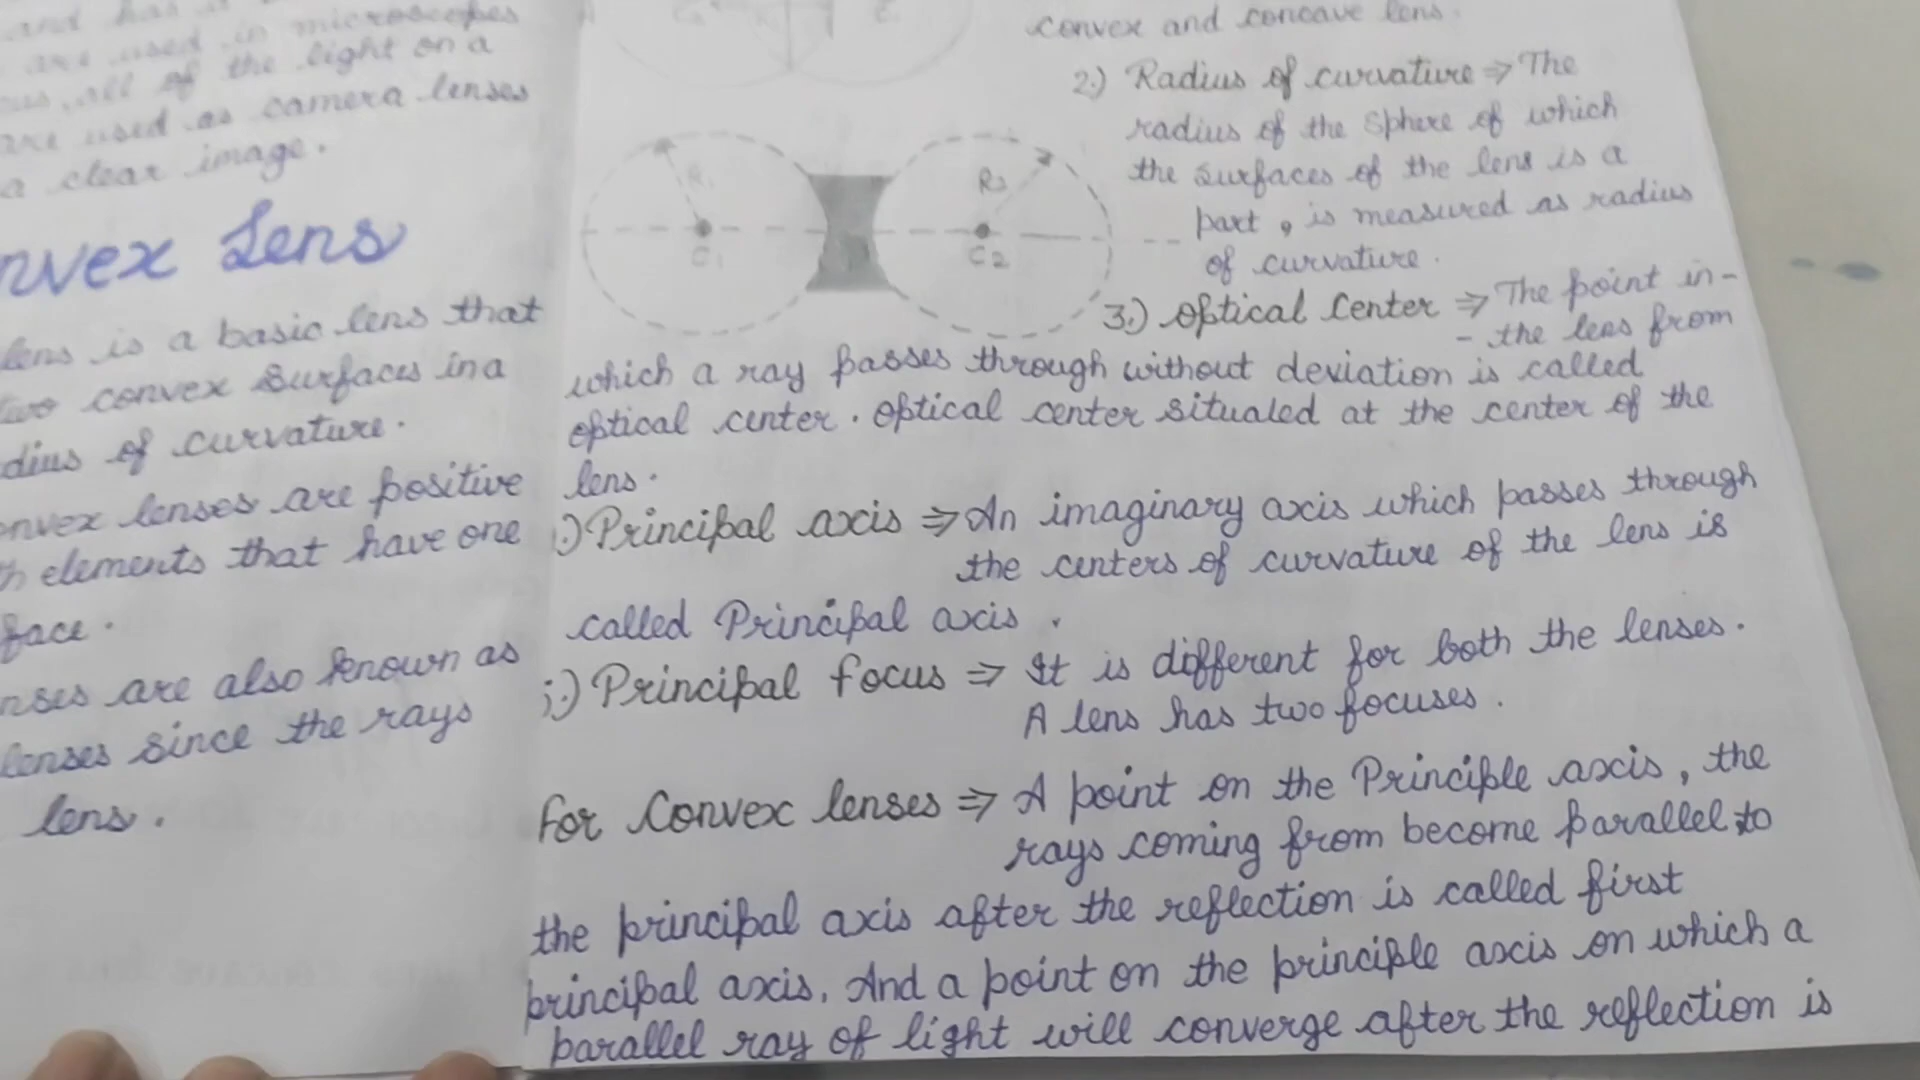 and has
are used in microscopes
all of the light on a
are used as camera lenses
a clear image.
nvex Lens
lens is a basic lens that
two convex surfaces in a
dius of curvature.
nvex lenses are positive
h elements that have one
face.
nses are also known as
lenses since the rays
lens.
convex and concave lens.
2.) Radius of curvature ⇒ The
radius of the sphere of which
the surfaces of the lens is a
part, is measured as radius
of curvature.
R1
R2
C1
C2
3.) Optical Center ⇒ The point in-
- the lens from
which a ray passes through without deviation is called
optical center. Optical center situated at the center of the
lens.
Principal axis ⇒ An imaginary axis which passes through
the centers of curvature of the lens is
called Principal axis.
Principal focus ⇒ It is different for both the lenses.
A lens has two focuses.
For Convex lenses ⇒ A point on the Principle axis, the
rays coming from become parallel to
the principal axis after the reflection is called first
principal axis. And a point on the principle axis on which a
parallel ray of light will converge after the reflection is